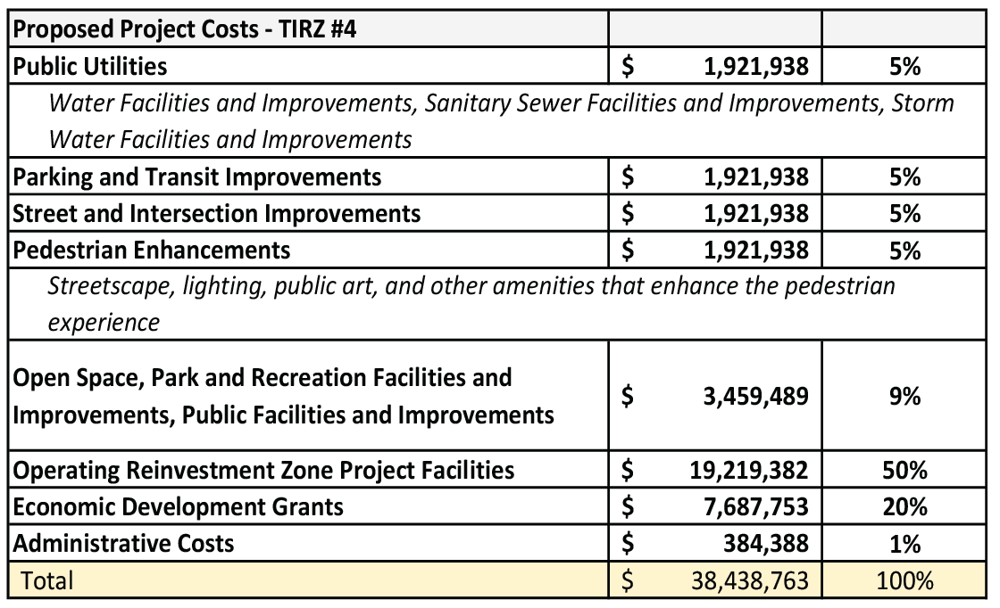 Proposed Project Costs - TIRZ #4
Public Utilities $ 1,921,938 5%
Water Facilities and Improvements, Sanitary Sewer Facilities and Improvements, Storm
Water Facilities and Improvements
Parking and Transit Improvements $ 1,921,938 5%
Street and Intersection Improvements $ 1,921,938 5%
Pedestrian Enhancements $ 1,921,938 5%
Streetscape, lighting, public art, and other amenities that enhance the pedestrian
experience
Open Space, Park and Recreation Facilities and
Improvements, Public Facilities and Improvements $ 3,459,489 9%
Operating Reinvestment Zone Project Facilities $ 19,219,382 50%
Economic Development Grants $ 7,687,753 20%
Administrative Costs $ 384,388 1%
Total $ 38,438,763 100%